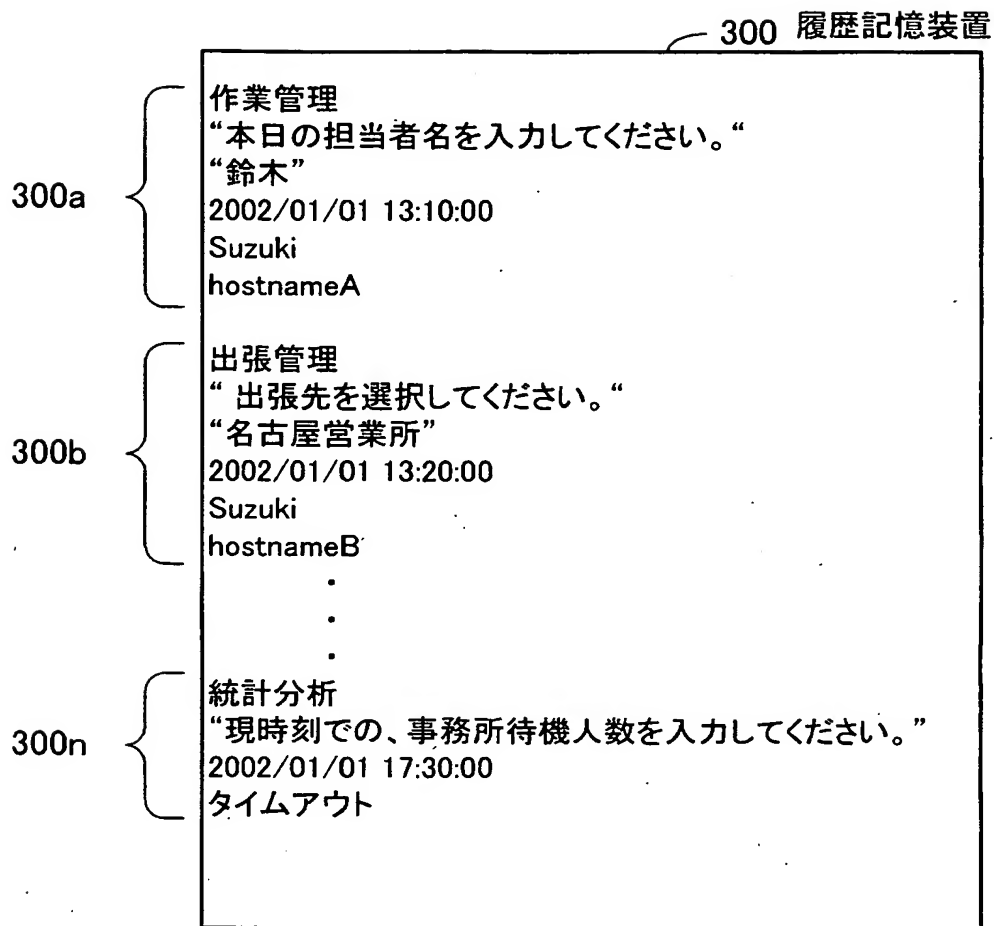 300 履歴記憶装置
300a
作業管理
“本日の担当者名を入力してください。“
“鈴木”
2002/01/01 13:10:00
Suzuki
hostnameA
300b
出張管理
“ 出張先を選択してください。“
“名古屋営業所”
2002/01/01 13:20:00
Suzuki
hostnameB
300n
統計分析
“現時刻での、事務所待機人数を入力してください。”
2002/01/01 17:30:00
タイムアウト